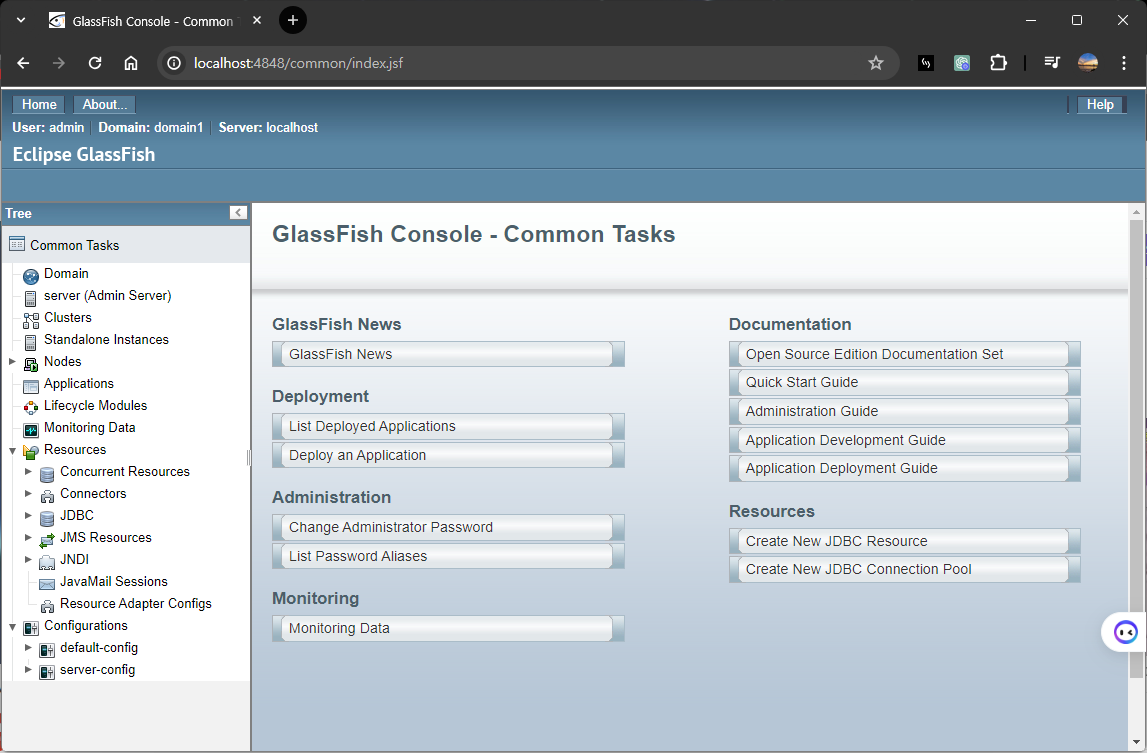 GlassFish Console - Common
localhost:4848/common/index.jsf
Home About... Help
User: admin Domain: domain1 Server: localhost
Eclipse GlassFish
Tree
Common Tasks
Domain
server (Admin Server)
Clusters
Standalone Instances
Nodes
Applications
Lifecycle Modules
Monitoring Data
Resources
Concurrent Resources
Connectors
JDBC
JMS Resources
JNDI
JavaMail Sessions
Resource Adapter Configs
Configurations
default-config
server-config
GlassFish Console - Common Tasks
GlassFish News
GlassFish News
Deployment
List Deployed Applications
Deploy an Application
Administration
Change Administrator Password
List Password Aliases
Monitoring
Monitoring Data
Documentation
Open Source Edition Documentation Set
Quick Start Guide
Administration Guide
Application Development Guide
Application Deployment Guide
Resources
Create New JDBC Resource
Create New JDBC Connection Pool